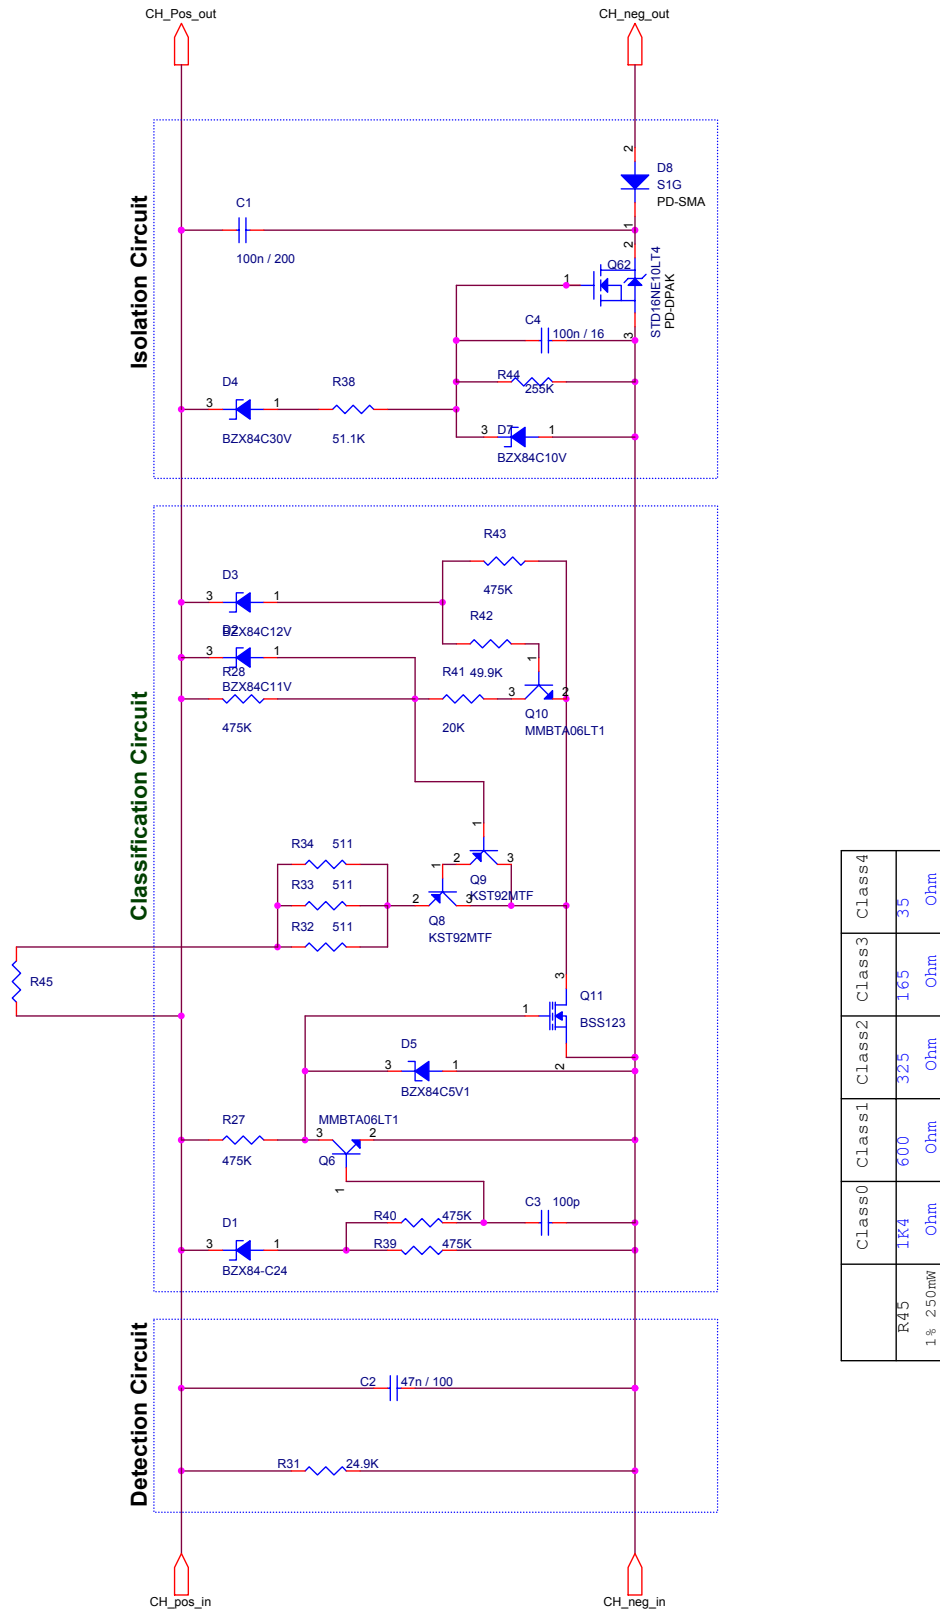 CH_Pos_out
CH_neg_out
Isolation Circuit
2
D8
S1G
PD-SMA
1
C1
100n / 200
2
Q62
1
STD16NE10LT4
PD-DPAK
3
C4
100n / 16
R44
255K
D4
3
1
BZX84C30V
R38
51.1K
D7
3
1
BZX84C10V
Classification Circuit
R43
475K
D3
3
1
BZX84C12V
R42
49.9K
D2
3
1
BZX84C11V
R28
475K
R41
20K
1
3
2
Q10
MMBTA06LT1
1
2
3
Q9
KST92MTF
R34 511
R33 511
R32 511
1
2
3
Q8
KST92MTF
R45
3
Q11
1
BSS123
2
D5
3
1
BZX84C5V1
R27
475K
MMBTA06LT1
3
2
Q6
1
C3 100p
R40 475K
R39 475K
D1
3
1
BZX84-C24
Detection Circuit
C2 47n / 100
R31 24.9K
CH_pos_in
CH_neg_in
Class0 Class1 Class2 Class3 Class4
R45 1K4 600 325 165 35
1% 250mW Ohm Ohm Ohm Ohm Ohm